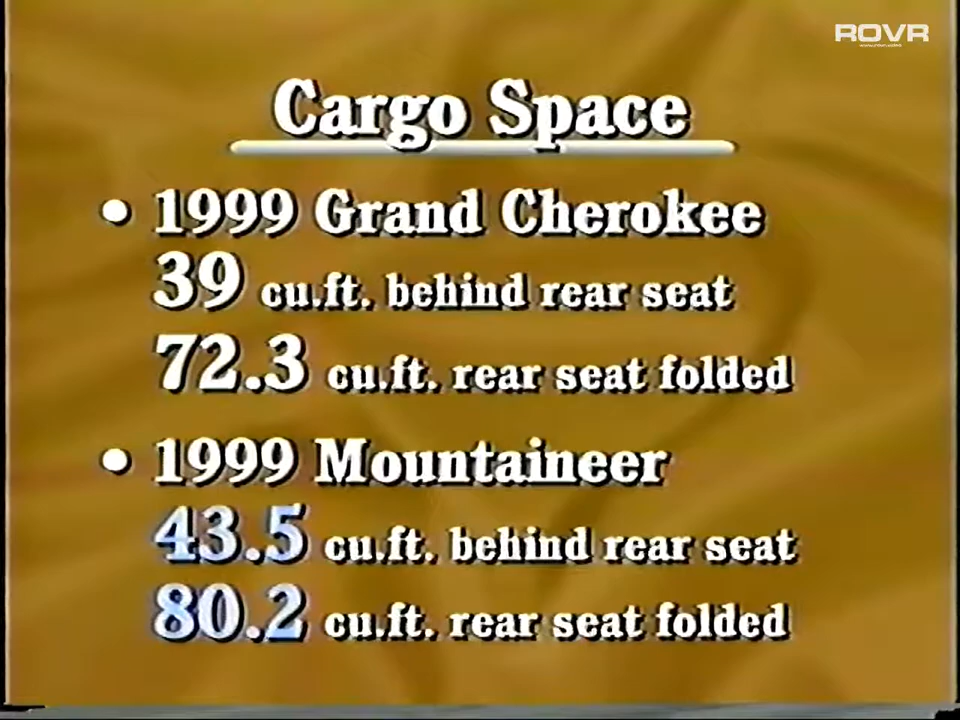 ROVR
Cargo Space
• 1999 Grand Cherokee
39 cu.ft. behind rear seat
72.3 cu.ft. rear seat folded
• 1999 Mountaineer
43.5 cu.ft. behind rear seat
80.2 cu.ft. rear seat folded